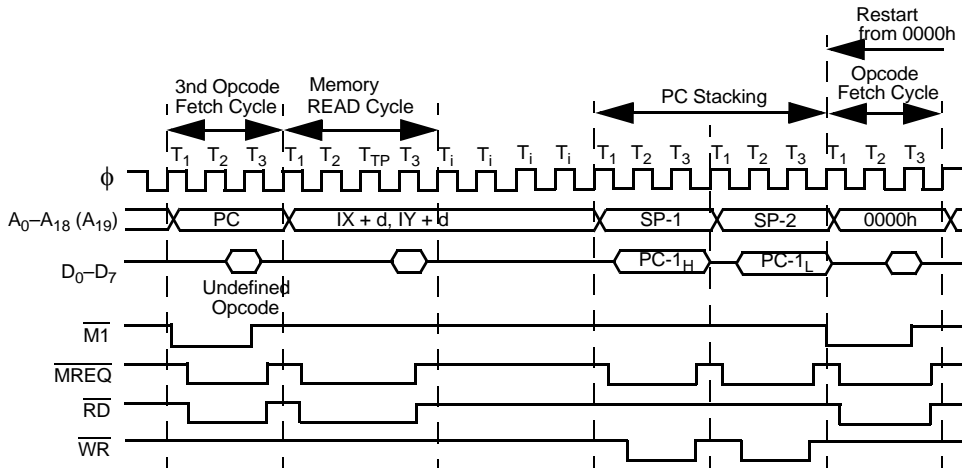 Restart
from 0000h
3nd Opcode
Fetch Cycle
Memory
READ Cycle
PC Stacking
Opcode
Fetch Cycle
T1 T2 T3 T1 T2 TTP T3 Ti Ti Ti Ti T1 T2 T3 T1 T2 T3 T1 T2 T3
ϕ
A0–A18 (A19) PC IX + d, IY + d SP-1 SP-2 0000h
D0–D7 PC-1H PC-1L
Undefined
Opcode
M1
MREQ
RD
WR